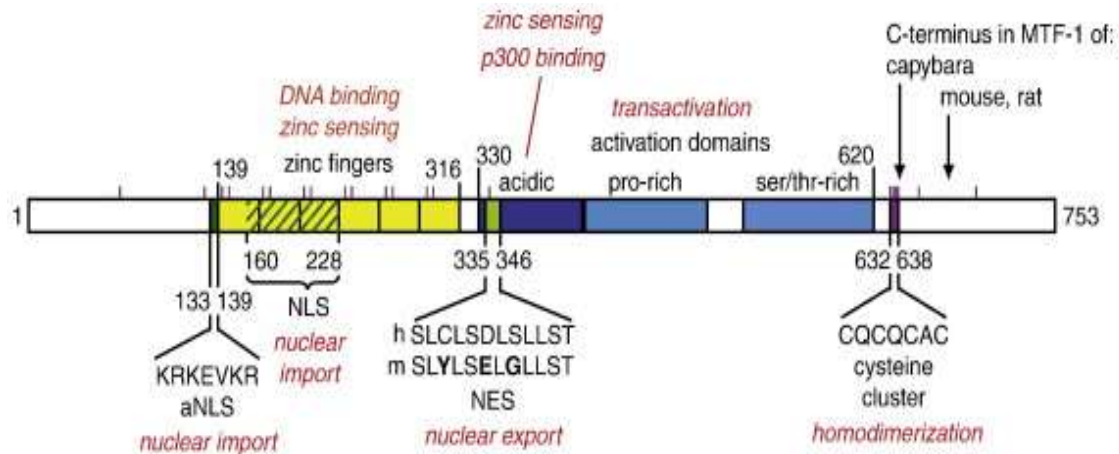 zinc sensing
p300 binding
C-terminus in MTF-1 of:
capybara
mouse, rat
DNA binding
zinc sensing
zinc fingers
transactivation
activation domains
139
316
330
acidic
pro-rich
ser/thr-rich
620
1
753
160
228
335
346
632
638
133
139
NLS
nuclear
import
h SLCLSDLSLLST
m SLYLSELGLLST
CQCQCAC
KRKEVKR
NES
cysteine
cluster
aNLS
nuclear import
nuclear export
homodimerization